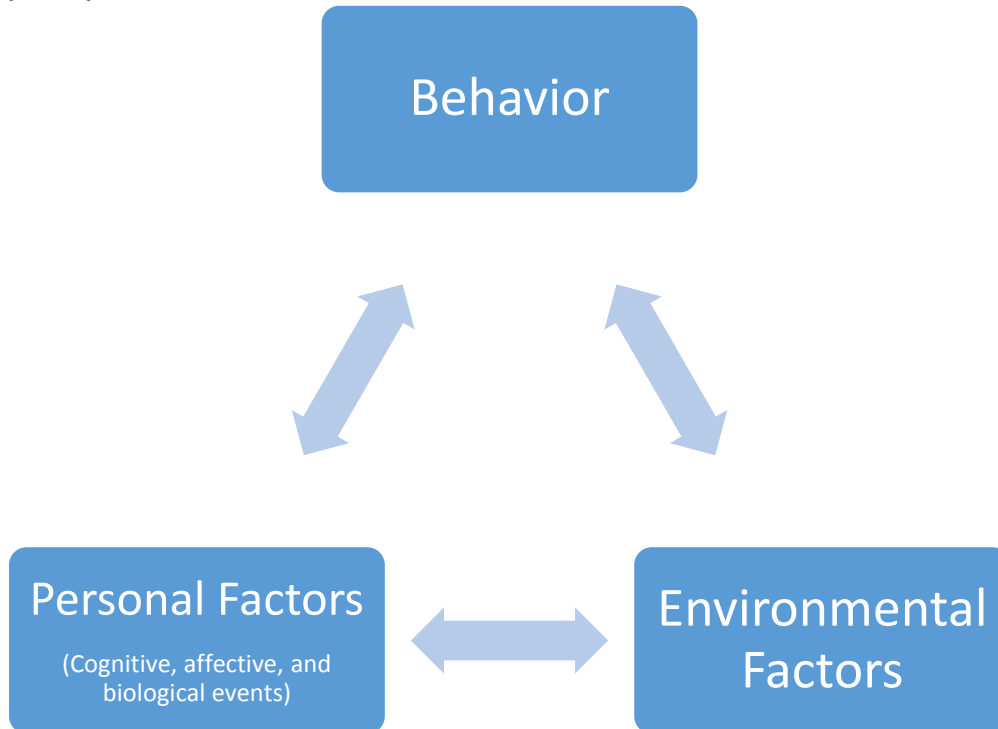 Behavior
Personal Factors
(Cognitive, affective, and
biological events)
Environmental
Factors